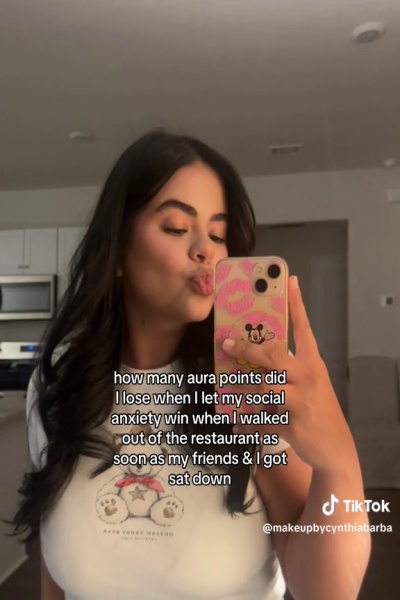 how many aura points did
I lose when I let my social
anxiety win when I walked
out of the restaurant as
soon as my friends & I got
sat down
TikTok
@makeupbycynthiabarba